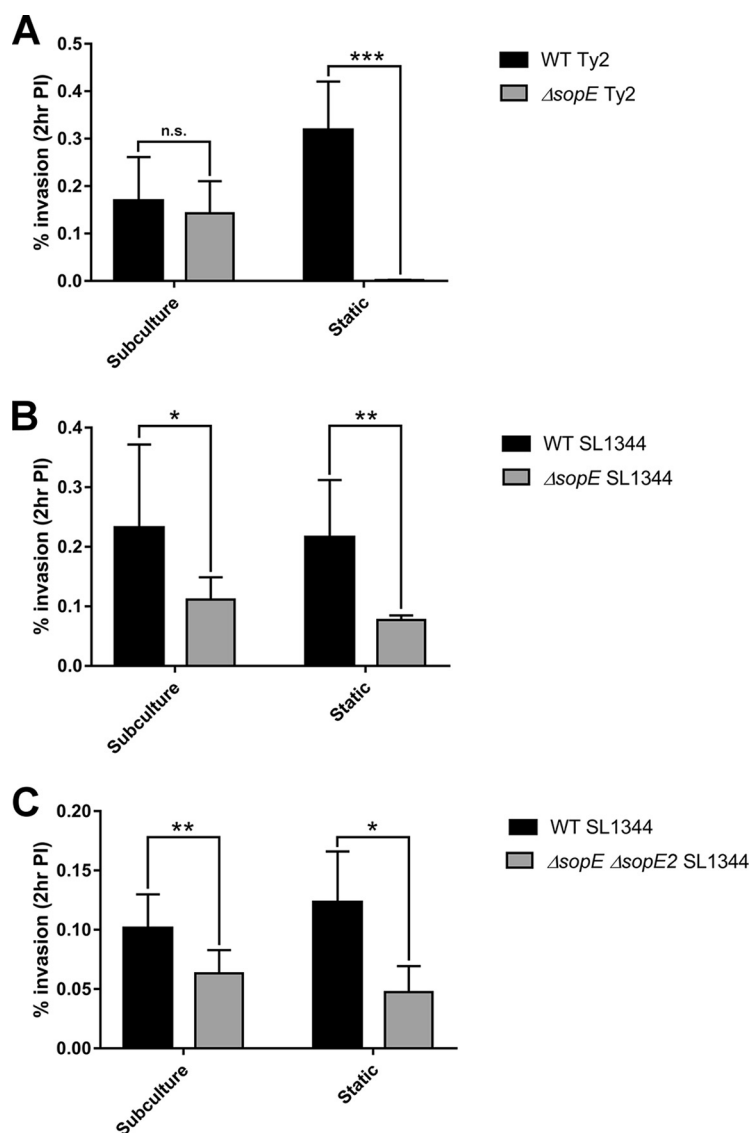 A
% invasion (2hr PI)
0.5
0.4
0.3
0.2
0.1
0.0
n.s.
***
Subculture
Static
WT Ty2
ΔsopE Ty2
B
% invasion (2hr PI)
0.4
0.3
0.2
0.1
0.0
*
**
Subculture
Static
WT SL1344
ΔsopE SL1344
C
% invasion (2hr PI)
0.20
0.15
0.10
0.05
0.00
**
*
Subculture
Static
WT SL1344
ΔsopE ΔsopE2 SL1344